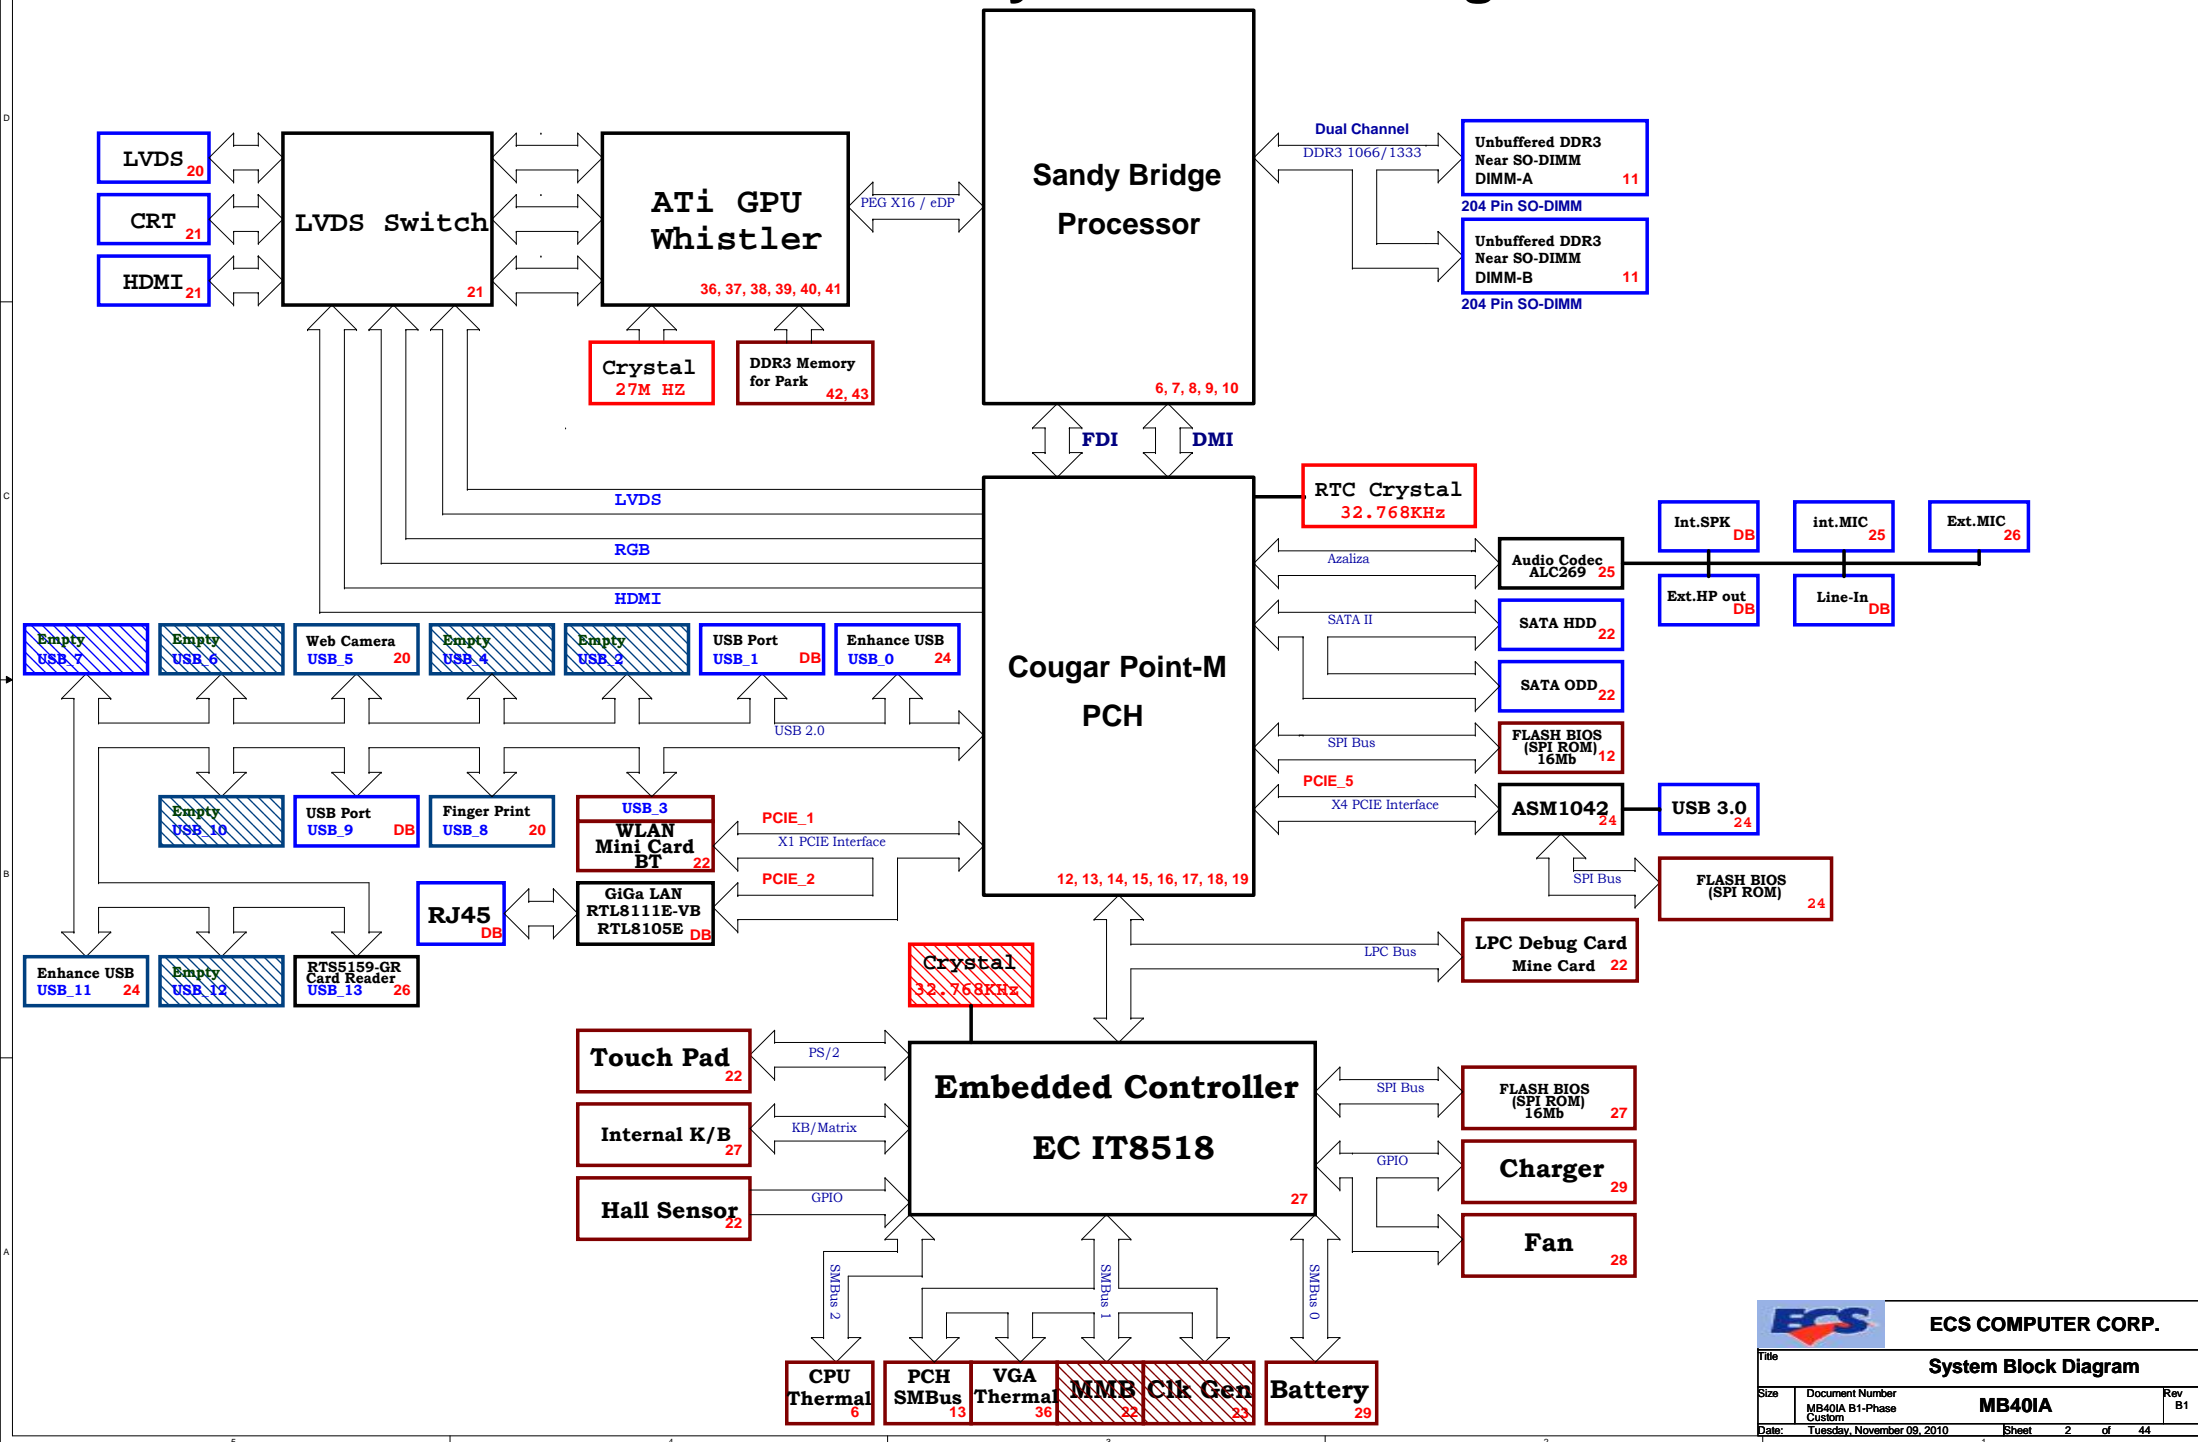 D
C
B
A
LVDS
20
CRT
21
HDMI
21
LVDS Switch
21
ATi GPU
Whistler
36, 37, 38, 39, 40, 41
Crystal
27M HZ
DDR3 Memory
for Park
42, 43
PEG X16 / eDP
Sandy Bridge
Processor
6, 7, 8, 9, 10
Dual Channel
DDR3 1066/1333
Unbuffered DDR3
Near SO-DIMM
DIMM-A
11
204 Pin SO-DIMM
Unbuffered DDR3
Near SO-DIMM
DIMM-B
11
204 Pin SO-DIMM
FDI
DMI
LVDS
RGB
HDMI
Cougar Point-M
PCH
12, 13, 14, 15, 16, 17, 18, 19
RTC Crystal
32.768KHz
Azaliza
Audio Codec
ALC269 25
Int.SPK
DB
int.MIC
25
Ext.MIC
26
Ext.HP out
DB
Line-In
DB
SATA II
SATA HDD
22
SATA ODD
22
SPI Bus
FLASH BIOS
(SPI ROM)
16Mb 12
PCIE_5
X4 PCIE Interface
ASM1042
24
USB 3.0
24
SPI Bus
FLASH BIOS
(SPI ROM)
24
Empty
USB_7
Empty
USB_6
Web Camera
USB_5 20
Empty
USB_4
Empty
USB_2
USB Port
USB_1 DB
Enhance USB
USB_0 24
USB 2.0
Empty
USB_10
USB Port
USB_9 DB
Finger Print
USB_8 20
USB_3
WLAN
Mini Card
BT 22
PCIE_1
X1 PCIE Interface
PCIE_2
RJ45
DB
GiGa LAN
RTL8111E-VB
RTL8105E DB
Enhance USB
USB_11 24
Empty
USB_12
RTS5159-GR
Card Reader
USB_13 26
LPC Bus
LPC Debug Card
Mine Card 22
Crystal
32.768KHz
Touch Pad
22
PS/2
Internal K/B
27
KB/Matrix
Hall Sensor
22
GPIO
Embedded Controller
EC IT8518
27
SPI Bus
FLASH BIOS
(SPI ROM)
16Mb 27
GPIO
Charger
29
Fan
28
SMBus 2
SMBus 1
SMBus 0
CPU
Thermal
6
PCH
SMBus
13
VGA
Thermal
36
MMB
22
Clk Gen
23
Battery
29
ECS
ECS COMPUTER CORP.
Title
System Block Diagram
Size
Document Number
Rev
MB40IA B1-Phase
MB40IA
B1
Custom
Date: Tuesday, November 09, 2010 Sheet 2 of 44